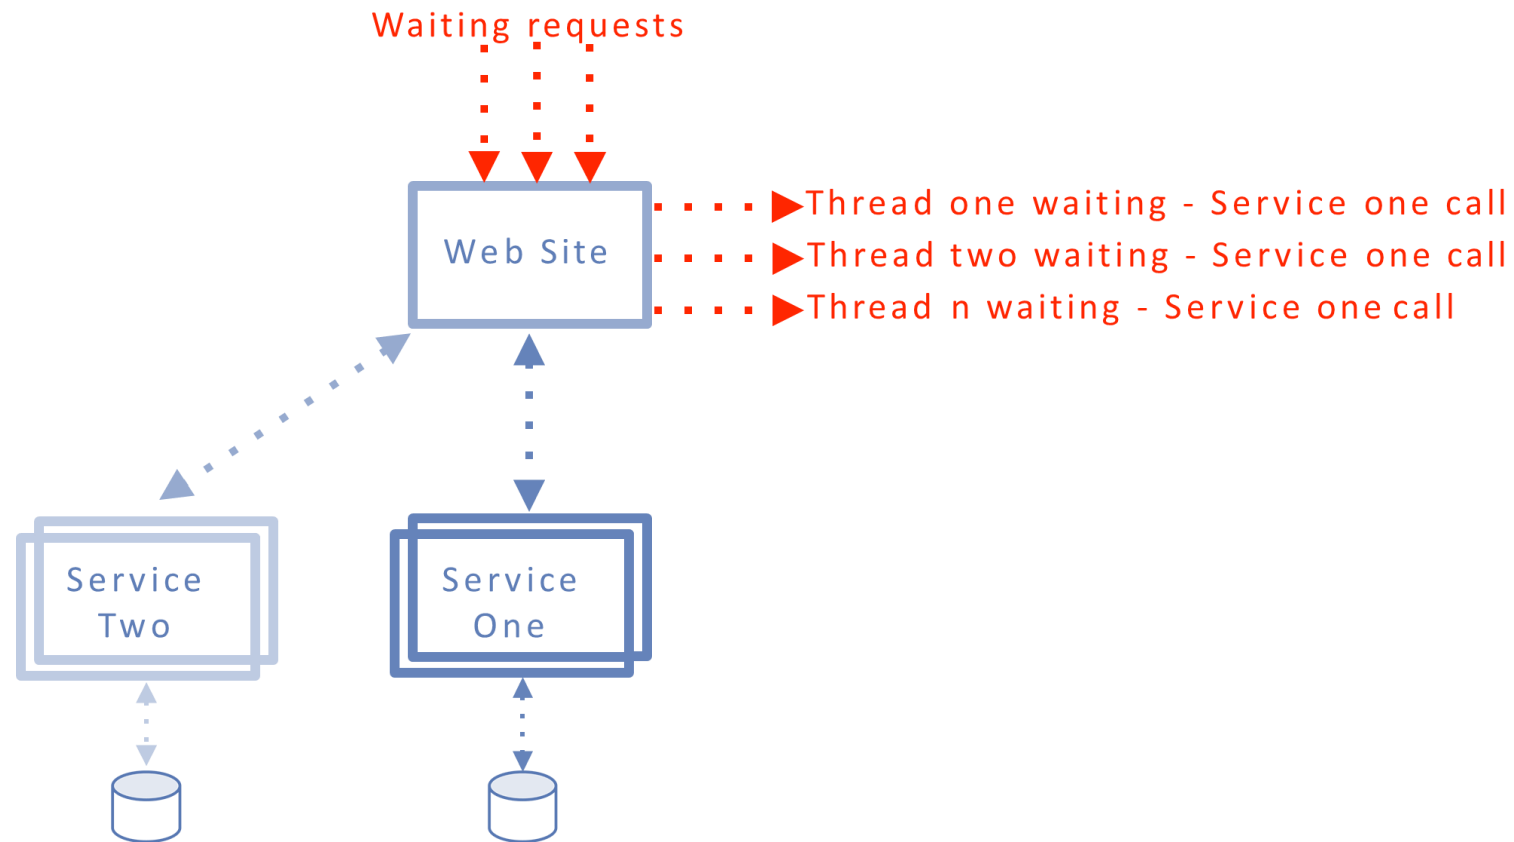 Waiting requests
Thread one waiting - Service one call
Web Site
Thread two waiting - Service one call
Thread n waiting - Service one call
Service
Two
Service
One